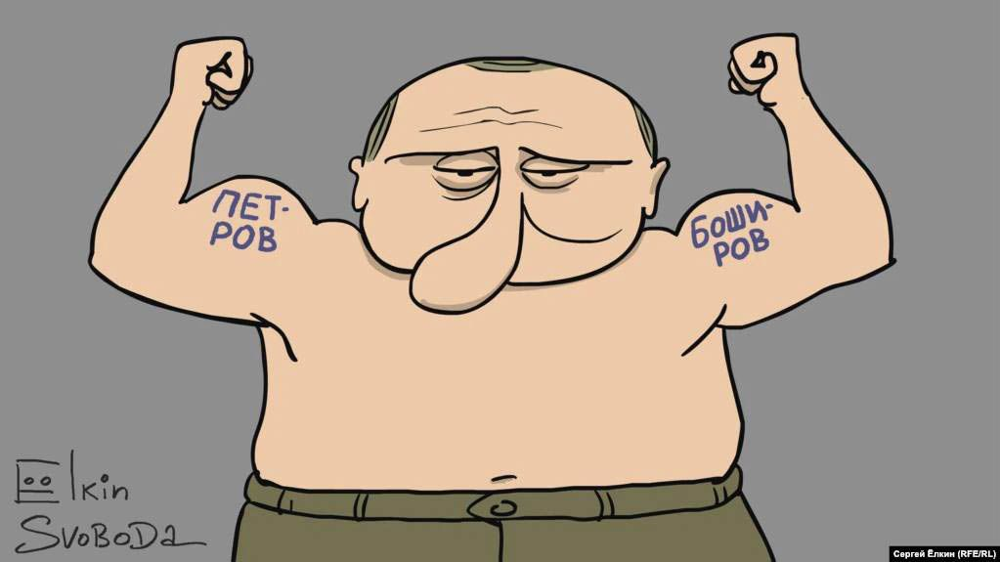 ПЕТ-
РОВ
БОШИ-
РОВ
Elkin
SVOBODA
Сергей Ёлкин (RFE/RL)